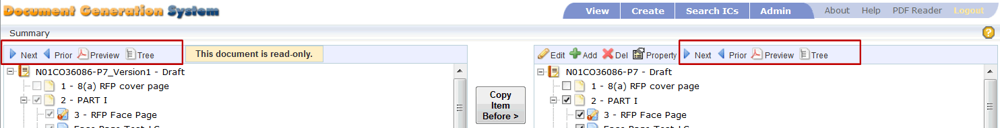 Document Generation System
View Create Search ICs Admin About Help PDF Reader Logout
Summary
Next Prior Preview Tree This document is read-only.
N01CO36086-P7_Version1 - Draft
1 - 8(a) RFP cover page
2 - PART I
3 - RFP Face Page
Copy
Item
Before >
Edit Add Del Property Next Prior Preview Tree
N01CO36086-P7 - Draft
1 - 8(a) RFP cover page
2 - PART I
3 - RFP Face Page